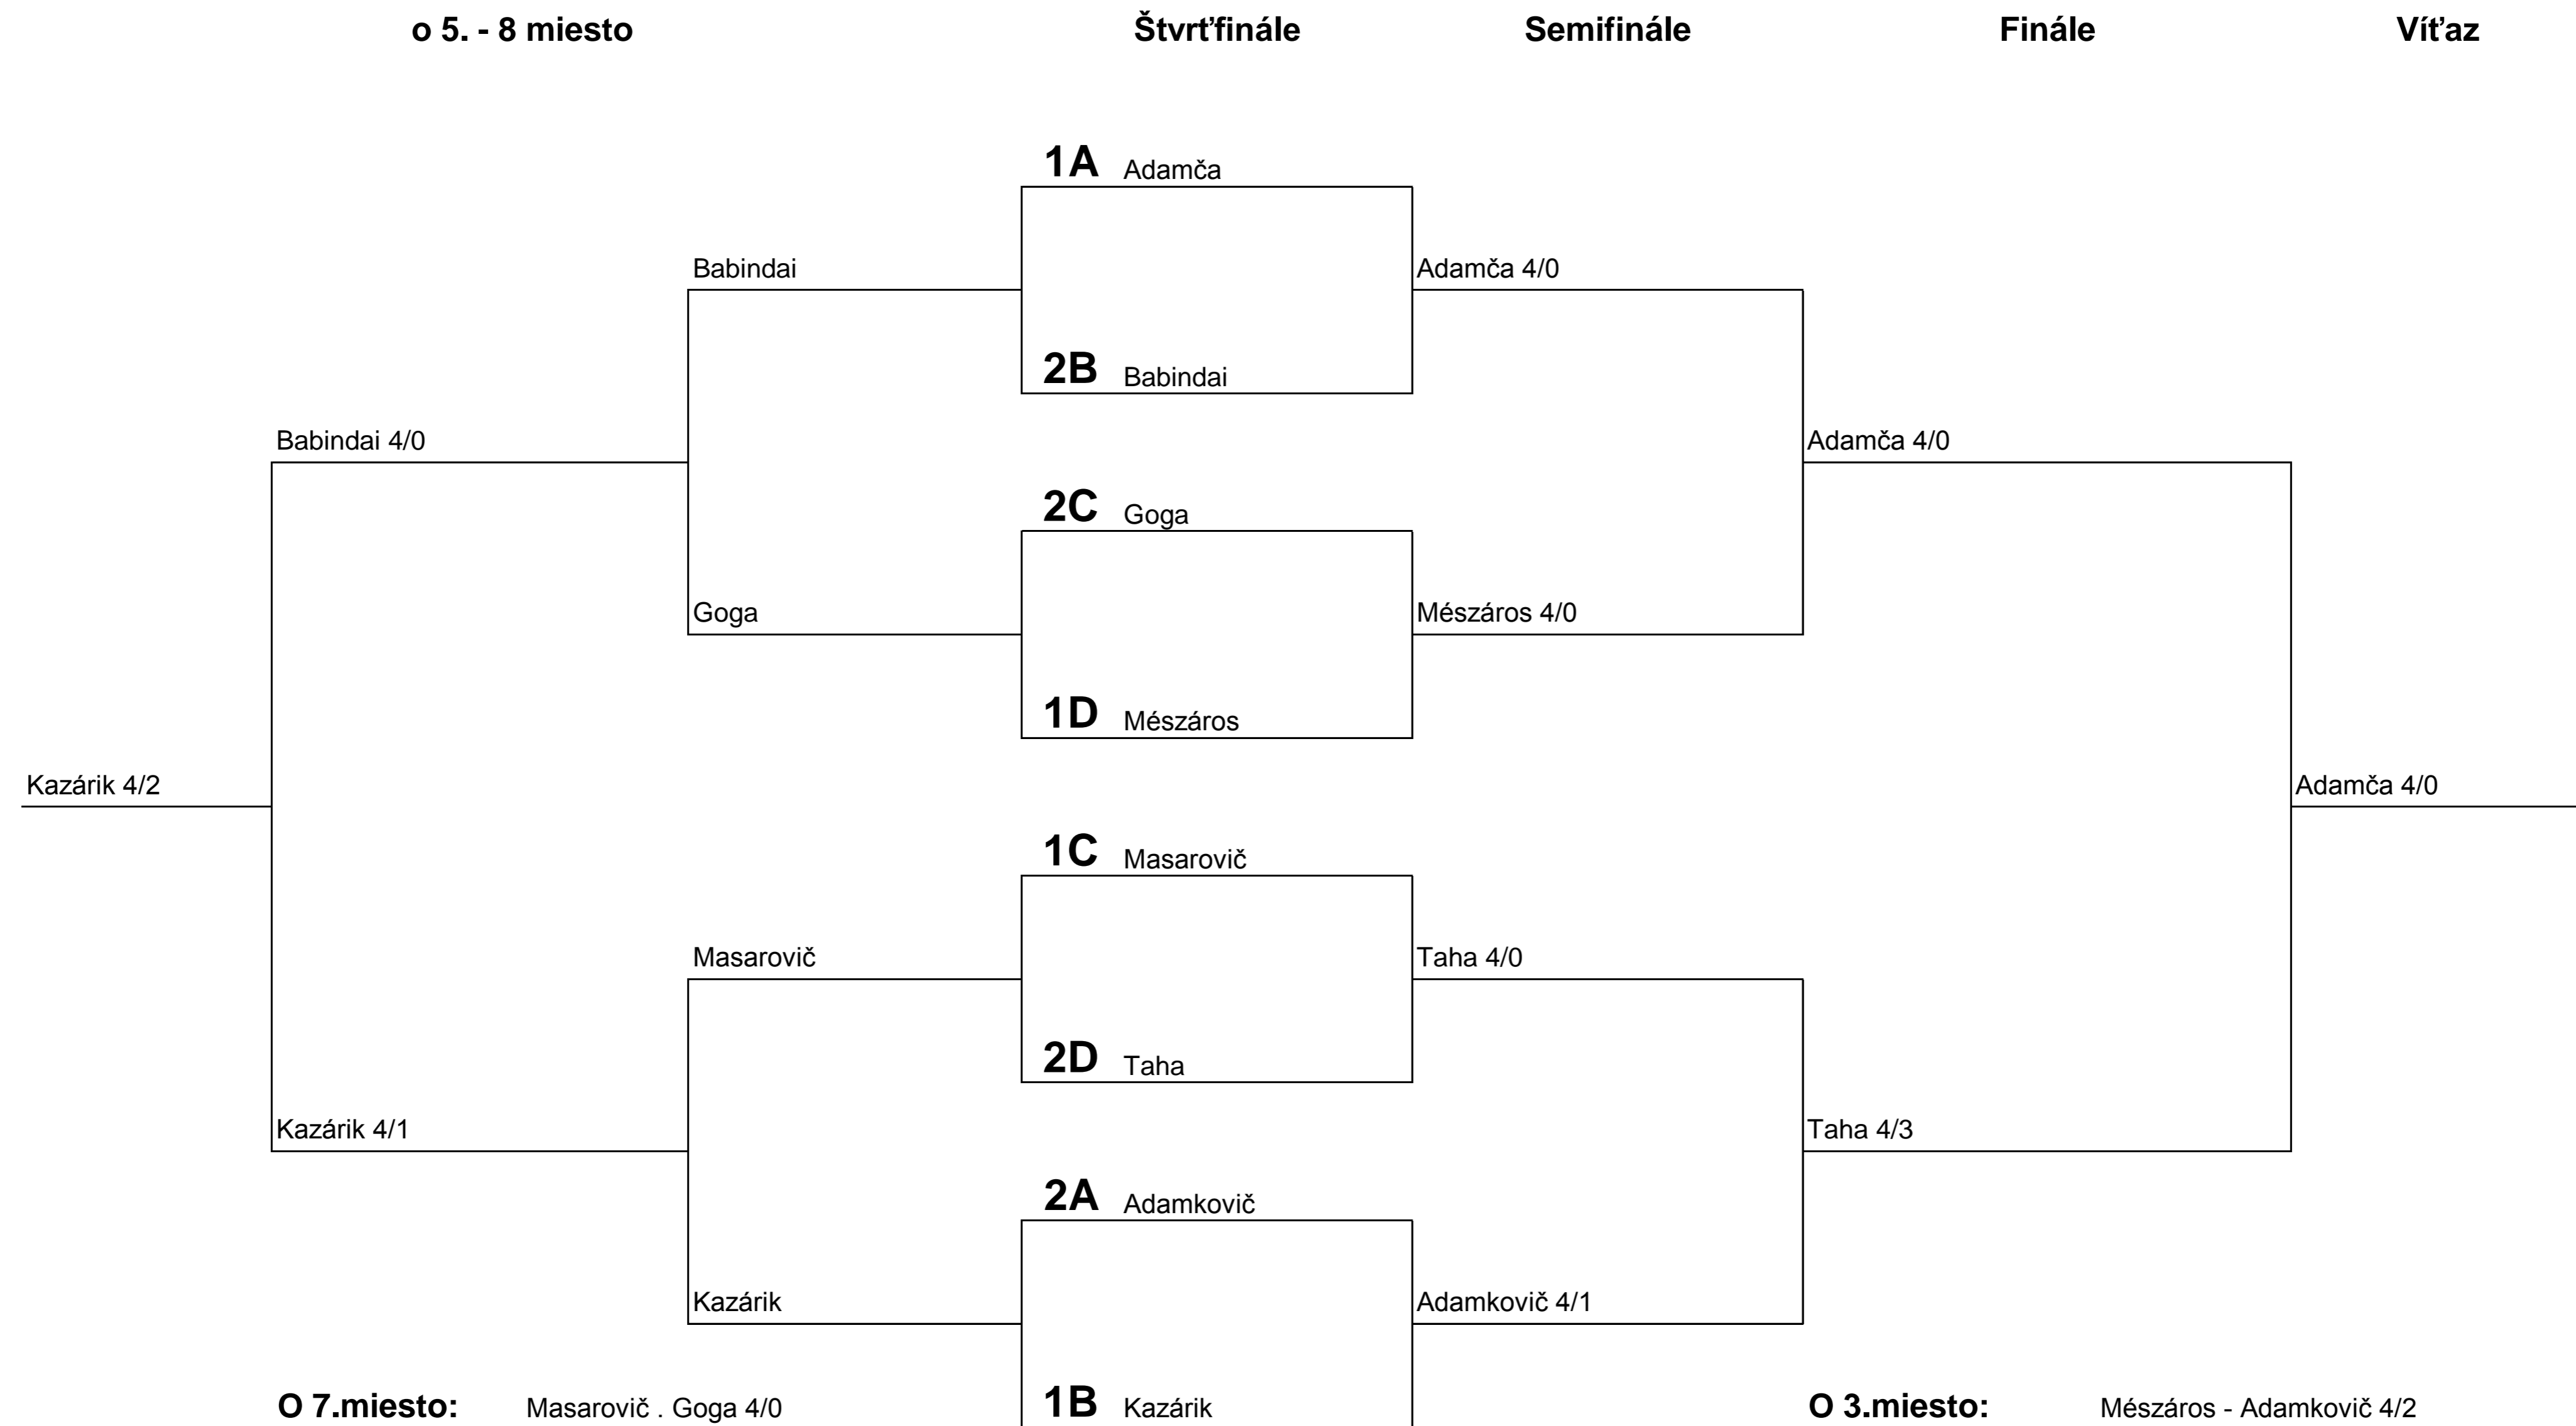 o 5. - 8 miesto Štvrťfinále Semifinále Finále Víťaz
1A Adamča
Babindai Adamča 4/0
2B Babindai
Babindai 4/0 Adamča 4/0
2C Goga
Goga Mészáros 4/0
1D Mészáros
Kazárik 4/2 Adamča 4/0
1C Masarovič
Masarovič Taha 4/0
2D Taha
Kazárik 4/1 Taha 4/3
2A Adamkovič
Kazárik Adamkovič 4/1
O 7.miesto: Masarovič . Goga 4/0 1B Kazárik O 3.miesto: Mészáros - Adamkovič 4/2